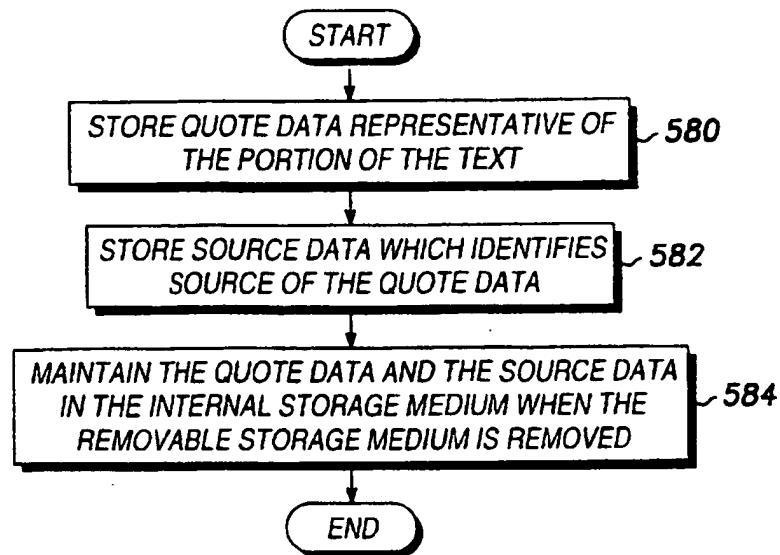 START
STORE QUOTE DATA REPRESENTATIVE OF
THE PORTION OF THE TEXT
580
STORE SOURCE DATA WHICH IDENTIFIES
SOURCE OF THE QUOTE DATA
582
MAINTAIN THE QUOTE DATA AND THE SOURCE DATA
IN THE INTERNAL STORAGE MEDIUM WHEN THE
REMOVABLE STORAGE MEDIUM IS REMOVED
584
END